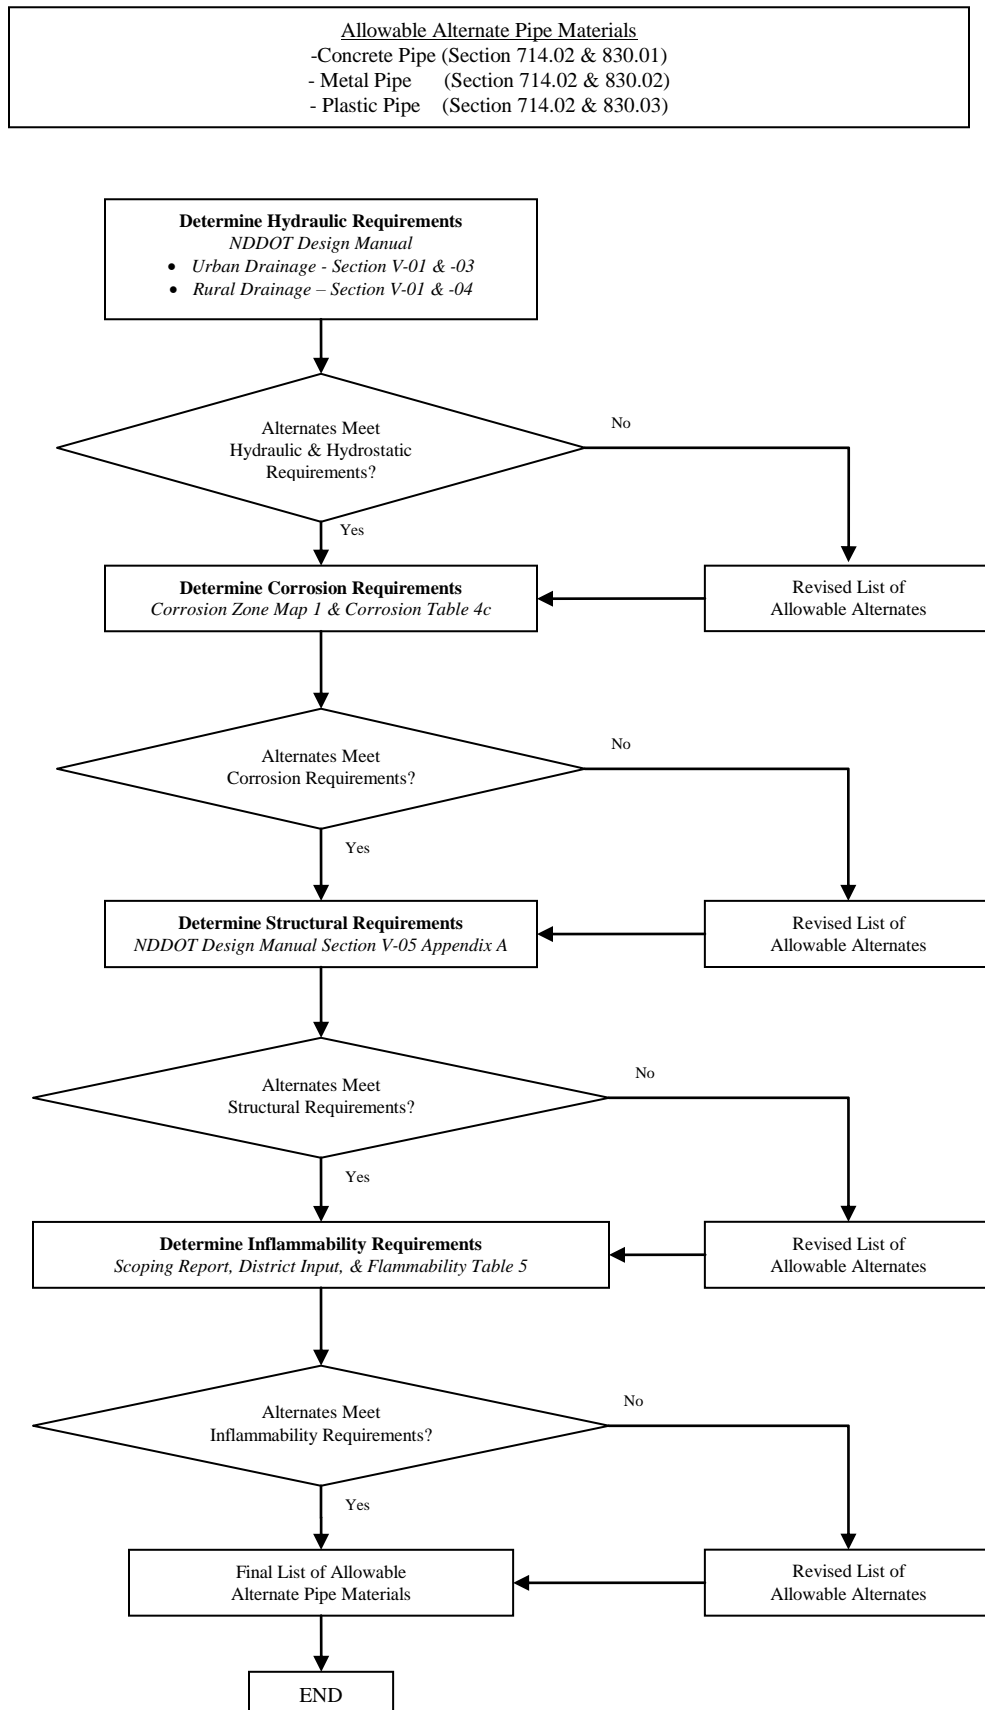 Allowable Alternate Pipe Materials
-Concrete Pipe (Section 714.02 & 830.01)
- Metal Pipe (Section 714.02 & 830.02)
- Plastic Pipe (Section 714.02 & 830.03)
Determine Hydraulic Requirements
NDDOT Design Manual
• Urban Drainage - Section V-01 & -03
• Rural Drainage – Section V-01 & -04
Alternates Meet
Hydraulic & Hydrostatic
Requirements?
No
Yes
Determine Corrosion Requirements
Corrosion Zone Map 1 & Corrosion Table 4c
Revised List of
Allowable Alternates
Alternates Meet
Corrosion Requirements?
No
Yes
Determine Structural Requirements
NDDOT Design Manual Section V-05 Appendix A
Revised List of
Allowable Alternates
Alternates Meet
Structural Requirements?
No
Yes
Determine Inflammability Requirements
Scoping Report, District Input, & Flammability Table 5
Revised List of
Allowable Alternates
Alternates Meet
Inflammability Requirements?
No
Yes
Final List of Allowable
Alternate Pipe Materials
Revised List of
Allowable Alternates
END